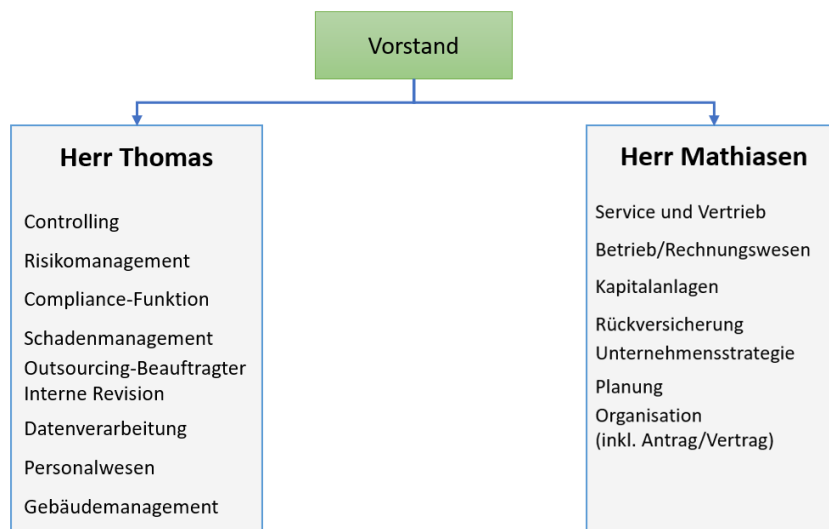 Vorstand
Herr Thomas
Controlling
Risikomanagement
Compliance-Funktion
Schadenmanagement
Outsourcing-Beauftragter
Interne Revision
Datenverarbeitung
Personalwesen
Gebäudemanagement
Herr Mathiasen
Service und Vertrieb
Betrieb/Rechnungswesen
Kapitalanlagen
Rückversicherung
Unternehmensstrategie
Planung
Organisation
(inkl. Antrag/Vertrag)